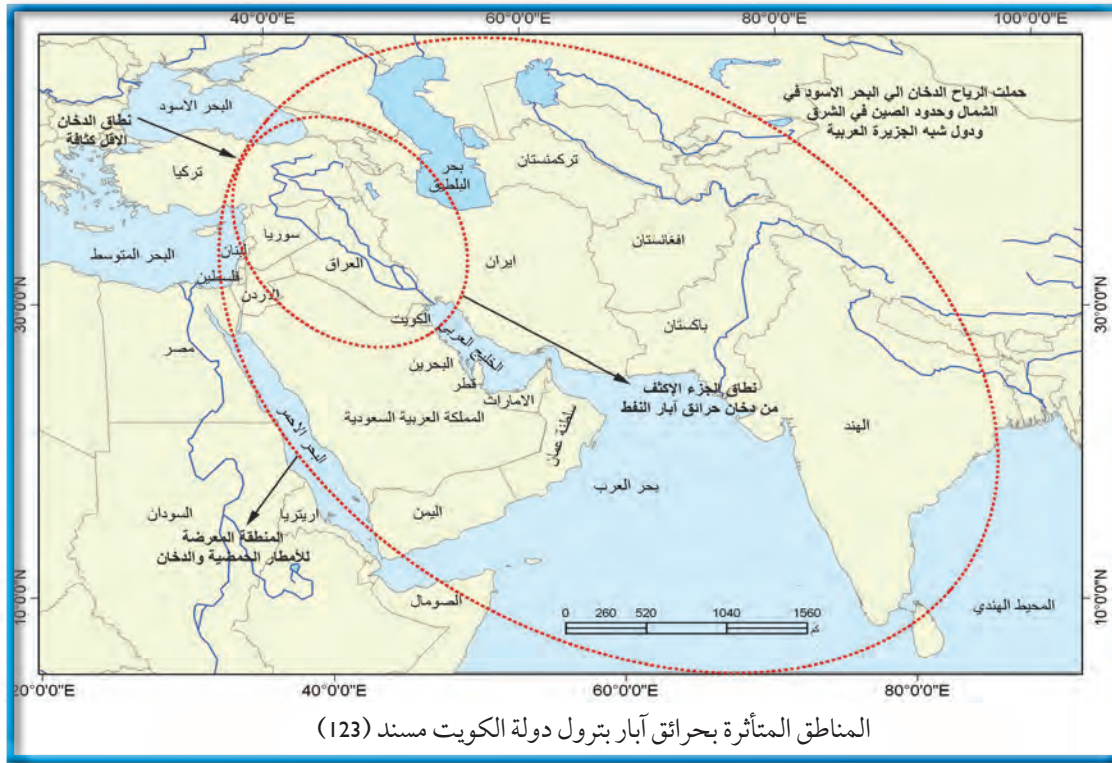 40°0'0"E 60°0'0"E 80°0'0"E 100°0'0"E
حملت الرياح الدخان الي البحر الاسود في
الشمال وحدود الصين في الشرق
ودول شبه الجزيرة العربية
البحر الاسود
نطاق الدخان
الاقل كثافة
تركيا
بحر
البلطيق
تركمنستان
افغانستان
سوريا
لبنان
البحر المتوسط
العراق
ايران
فلسطين
الاردن
30°0'0"N
30°0'0"N
الكويت
باكستان
مصر
الخليج العربي
البحرين
قطر
الامارات
نطاق الجزء الإكثف
من دخان حرائق آبار النفط
المملكة العربية السعودية
سلطنة عمان
الهند
البحر الاحمر
بحر العرب
اليمن
السودان
اريتريا
المنطقة المعرضة
للأمطار الحمضية والدخان
الصومال
المحيط الهندي
10°0'0"N
10°0'0"N
0 260 520 1040 1560
كم
20°0'0"E 40°0'0"E 60°0'0"E 80°0'0"E
المناطق المتأثرة بحرائق آبار بترول دولة الكويت مسند (123)